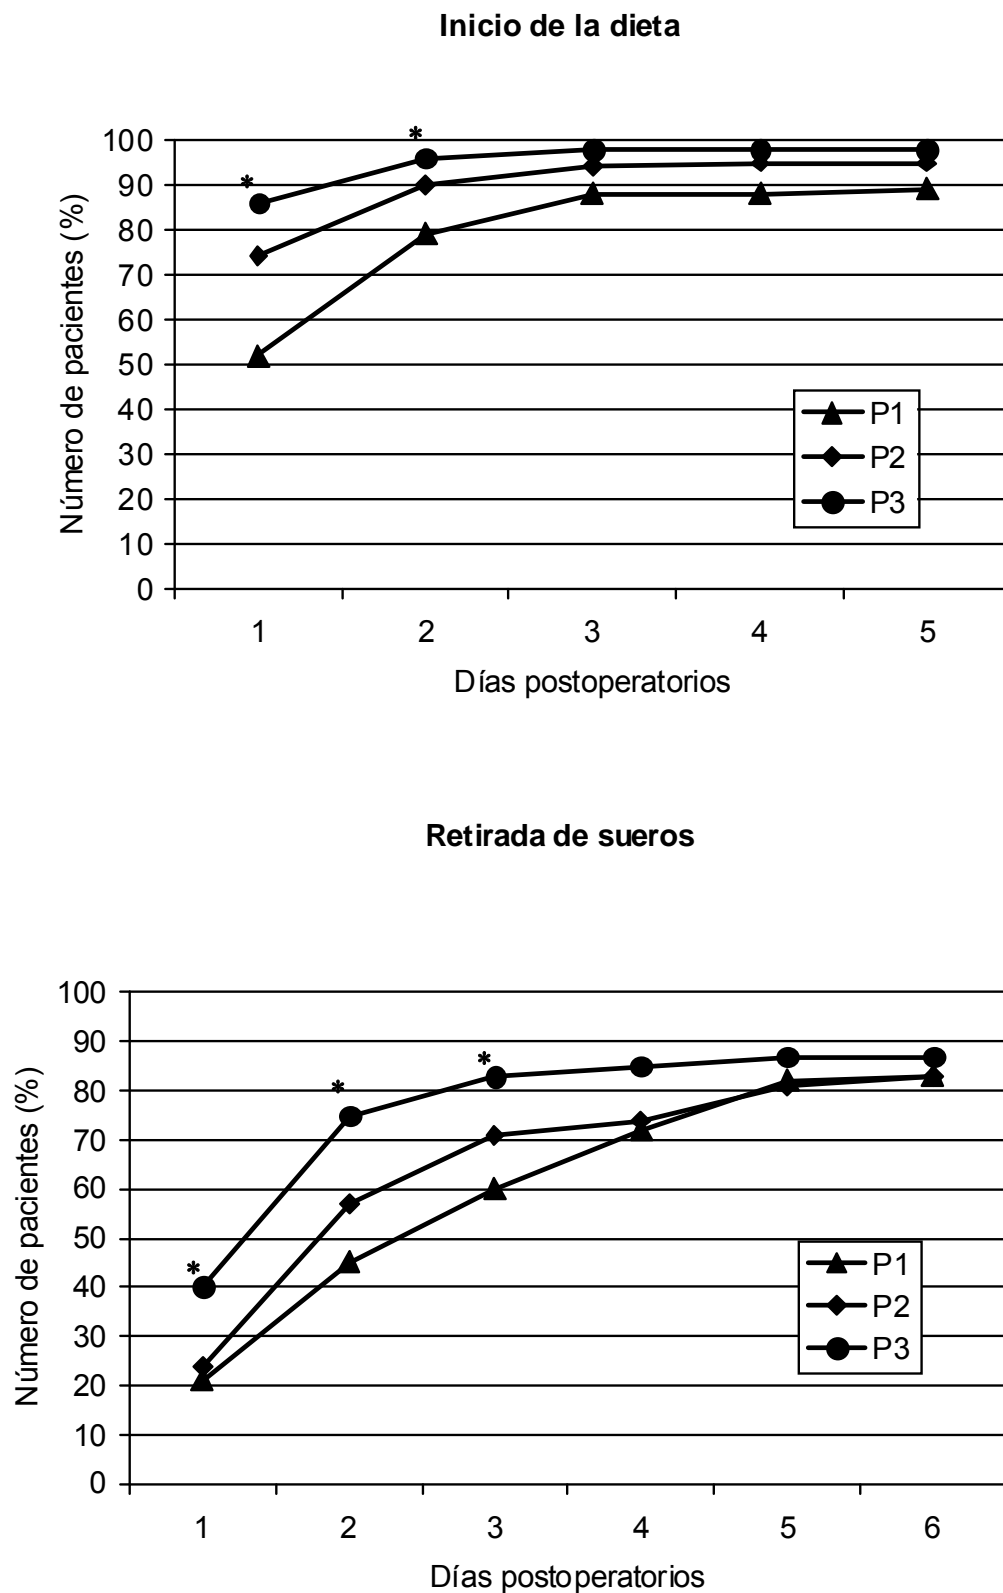 Inicio de la dieta
*
*
100
90
80
70
60
50
40
30
20
10
0
Número de pacientes (%)
P1
P2
P3
1 2 3 4 5
Días postoperatorios
Retirada de sueros
*
*
*
100
90
80
70
60
50
40
30
20
10
0
Número de pacientes (%)
P1
P2
P3
1 2 3 4 5 6
Días postoperatorios